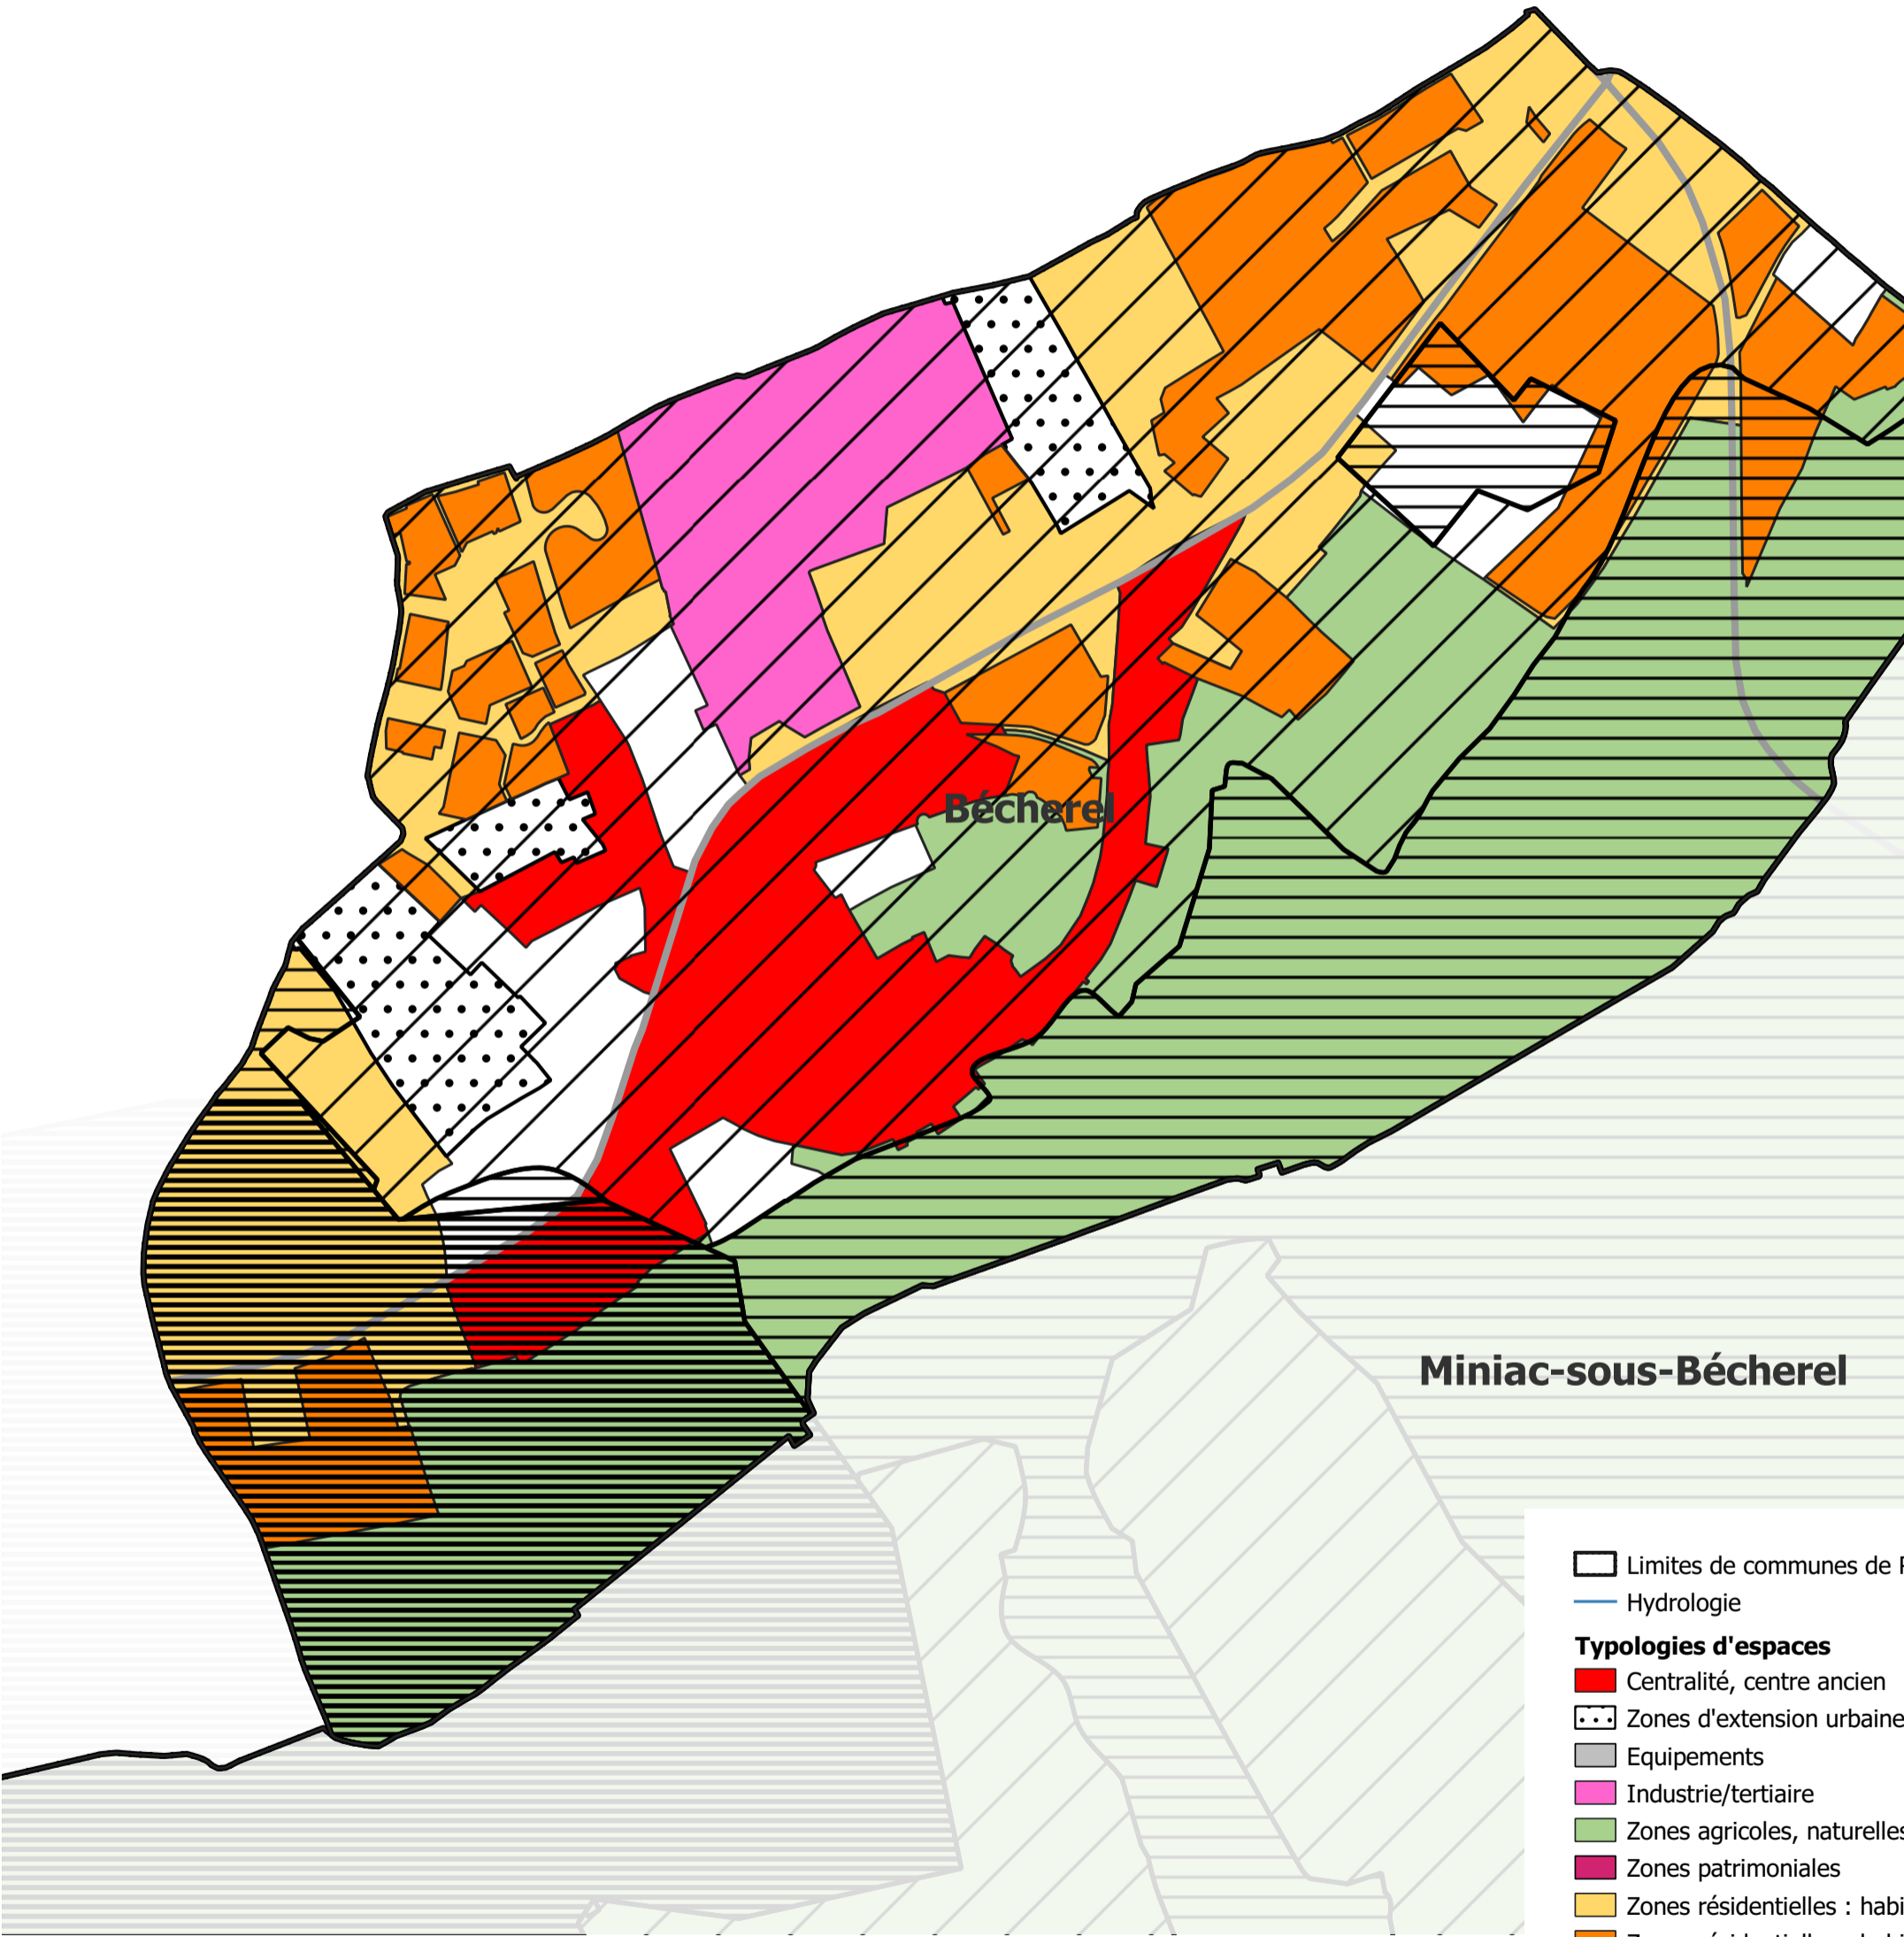 Bécherel
Miniac-sous-Bécherel
Limites de communes de
Hydrologie
Typologies d'espaces
Centralité, centre ancien
Zones d'extension urbaine
Equipements
Industrie/tertiaire
Zones agricoles, naturelles
Zones patrimoniales
Zones résidentielles :